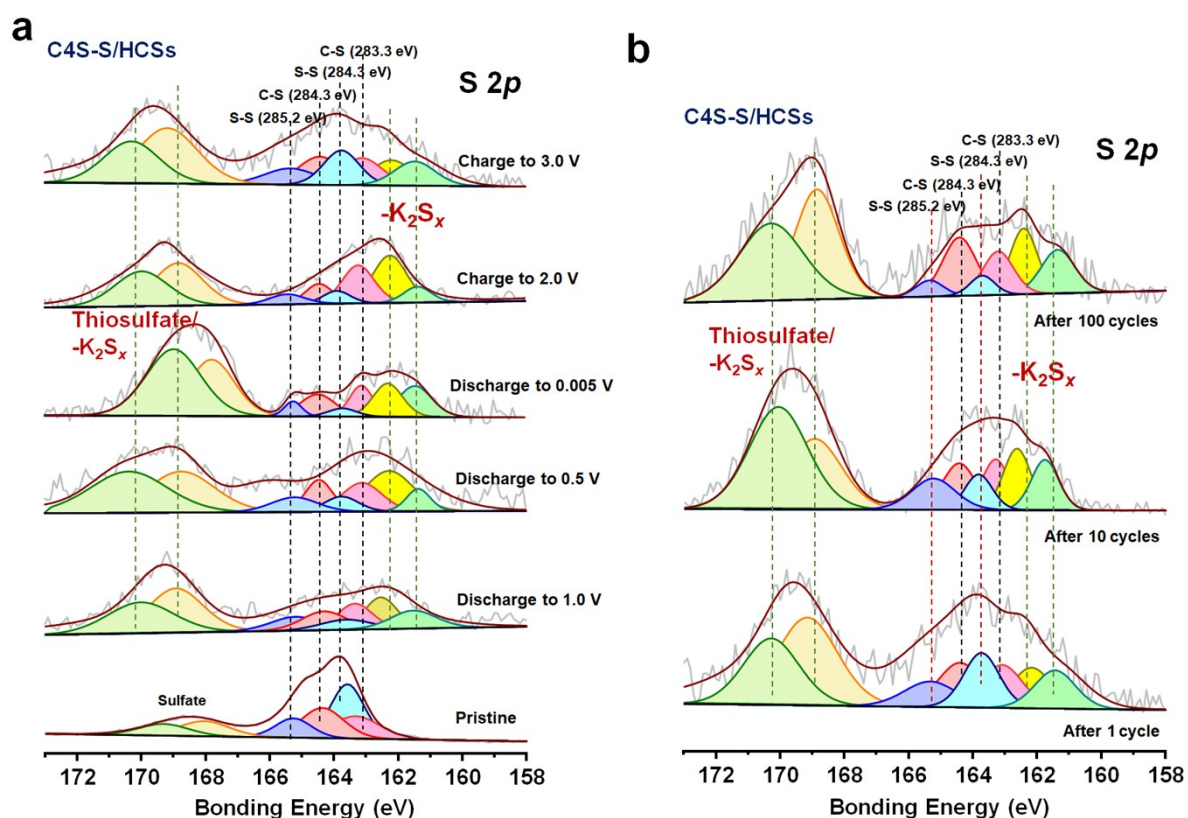 a
C4S-S/HCSs
C-S (283.3 eV)
S-S (284.3 eV)
C-S (284.3 eV)
S-S (285.2 eV)
S 2p
Charge to 3.0 V
-K₂Sₓ
Charge to 2.0 V
Thiosulfate/
-K₂Sₓ
Discharge to 0.005 V
Discharge to 0.5 V
Discharge to 1.0 V
Sulfate
Pristine
172 170 168 166 164 162 160 158
Bonding Energy (eV)
b
C4S-S/HCSs
S 2p
C-S (283.3 eV)
S-S (284.3 eV)
C-S (284.3 eV)
S-S (285.2 eV)
After 100 cycles
Thiosulfate/
-K₂Sₓ
-K₂Sₓ
After 10 cycles
After 1 cycle
172 170 168 166 164 162 160 158
Bonding Energy (eV)